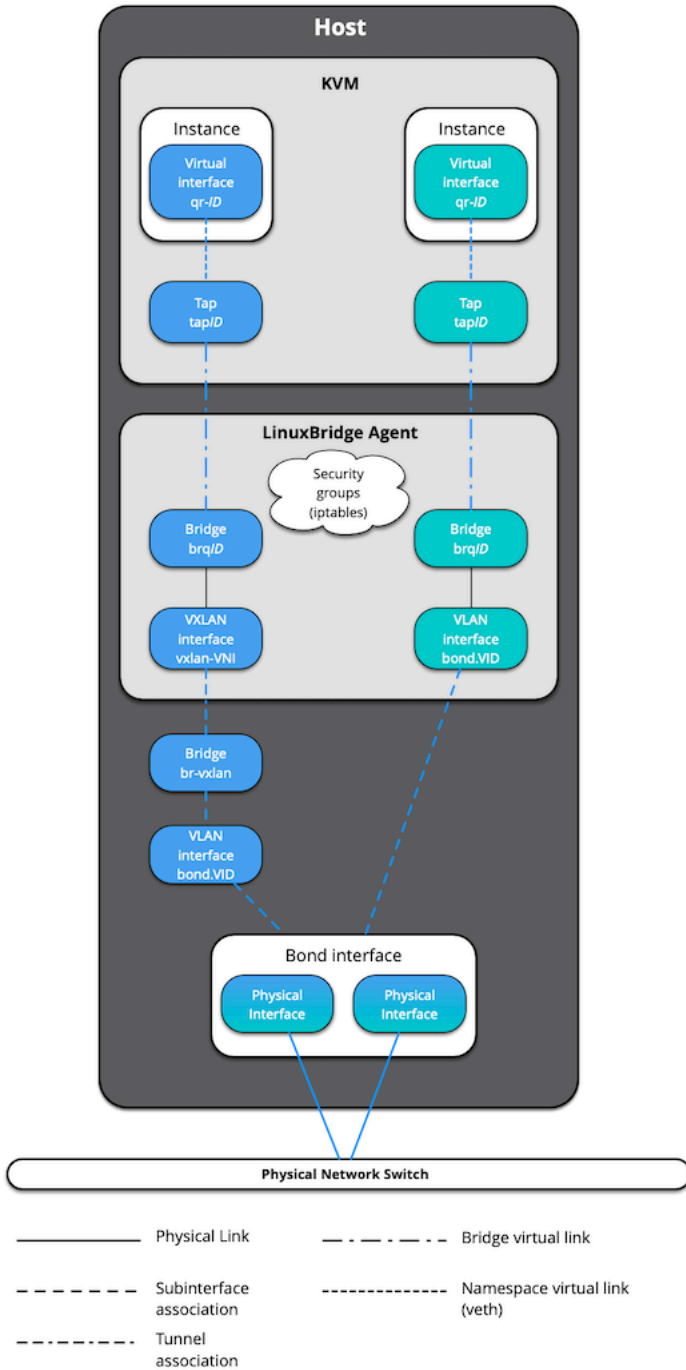 Host
KVM
Instance
Virtual
interface
qr-ID
Instance
Virtual
interface
qr-ID
Tap
tapID
Tap
tapID
LinuxBridge Agent
Security
groups
(iptables)
Bridge
brqID
Bridge
brqID
VXLAN
interface
vxlan-VNI
VLAN
interface
bond.VID
Bridge
br-vxlan
VLAN
interface
bond.VID
Bond interface
Physical
Interface
Physical
Interface
Physical Network Switch
Physical Link
Bridge virtual link
Subinterface
association
Namespace virtual link
(veth)
Tunnel
association